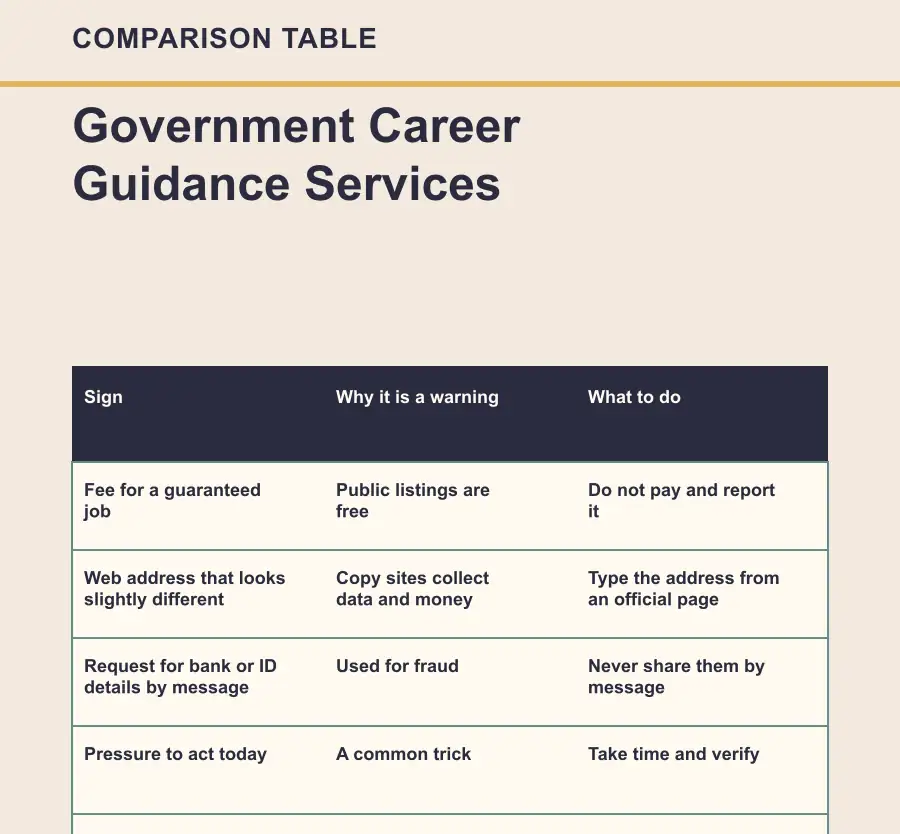 COMPARISON TABLE
Government Career
Guidance Services
Sign
Why it is a warning
What to do
Fee for a guaranteed
job
Public listings are
free
Do not pay and report
it
Web address that looks
slightly different
Copy sites collect
data and money
Type the address from
an official page
Request for bank or ID
details by message
Used for fraud
Never share them by
message
Pressure to act today
A common trick
Take time and verify